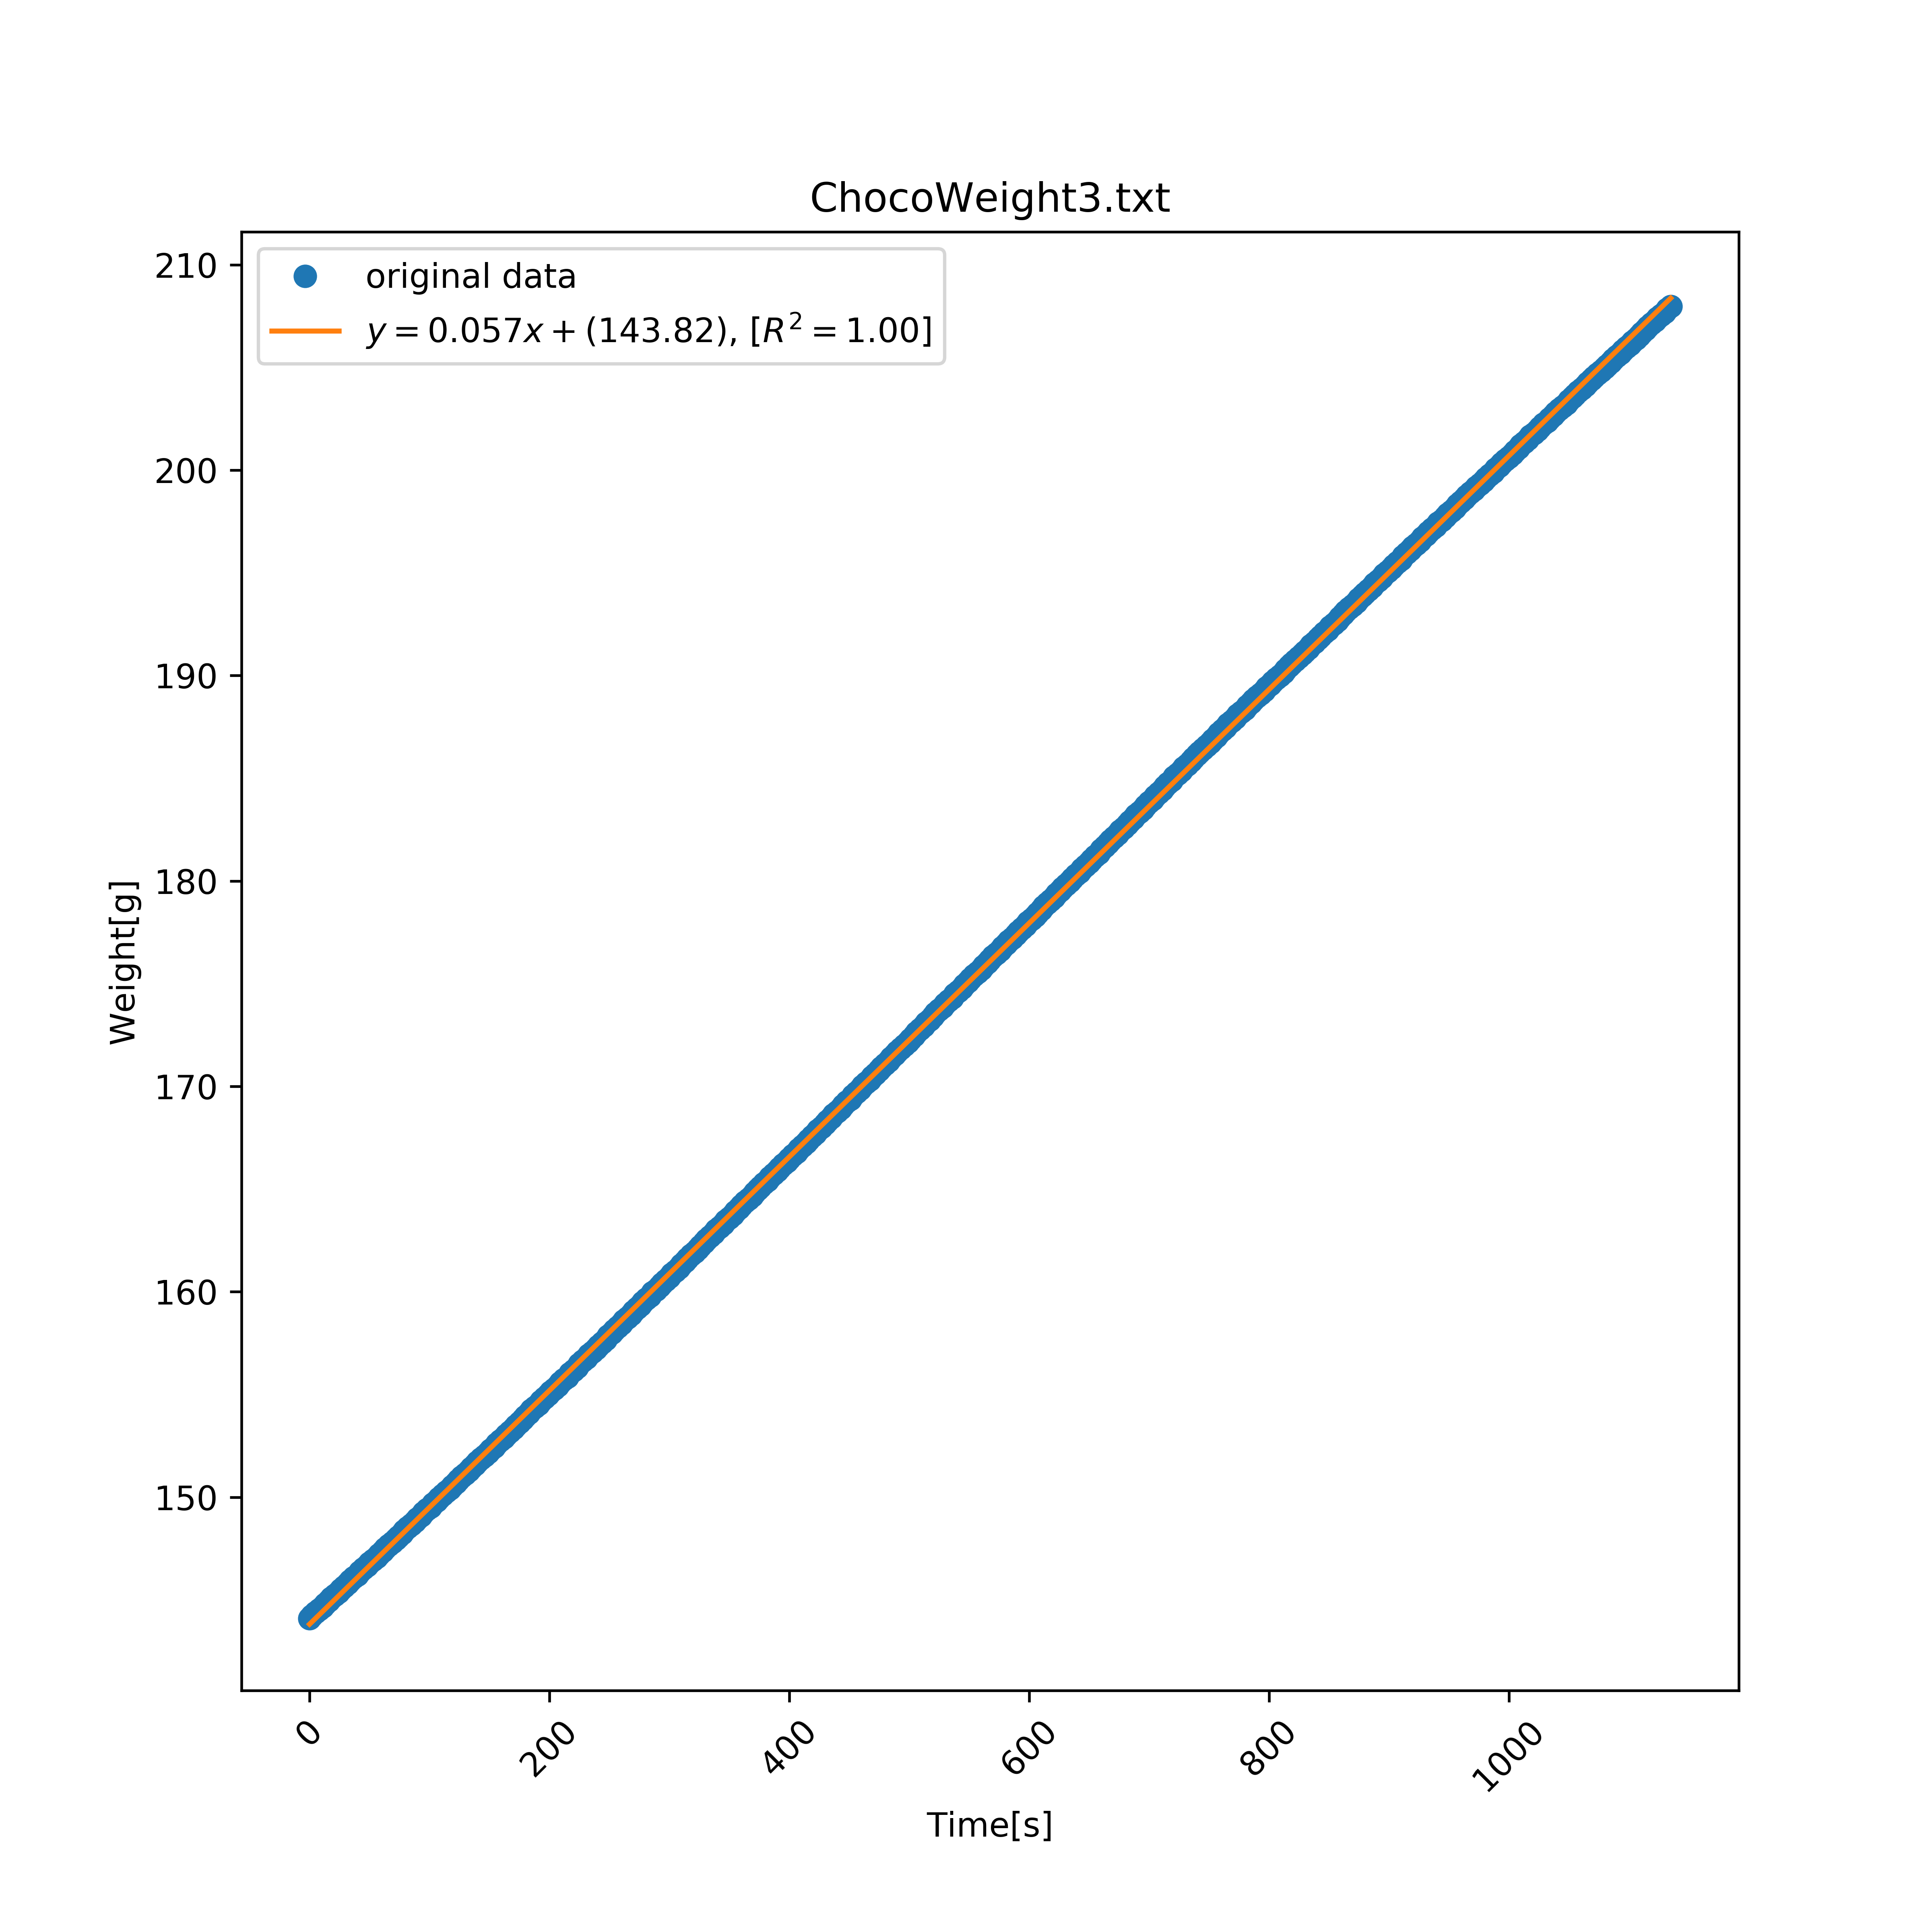 ChocoWeight3.txt
original data
y = 0.057x + (143.82), [R² = 1.00]
210
200
190
180
170
160
150
Weight[g]
0
200
400
600
800
1000
Time[s]